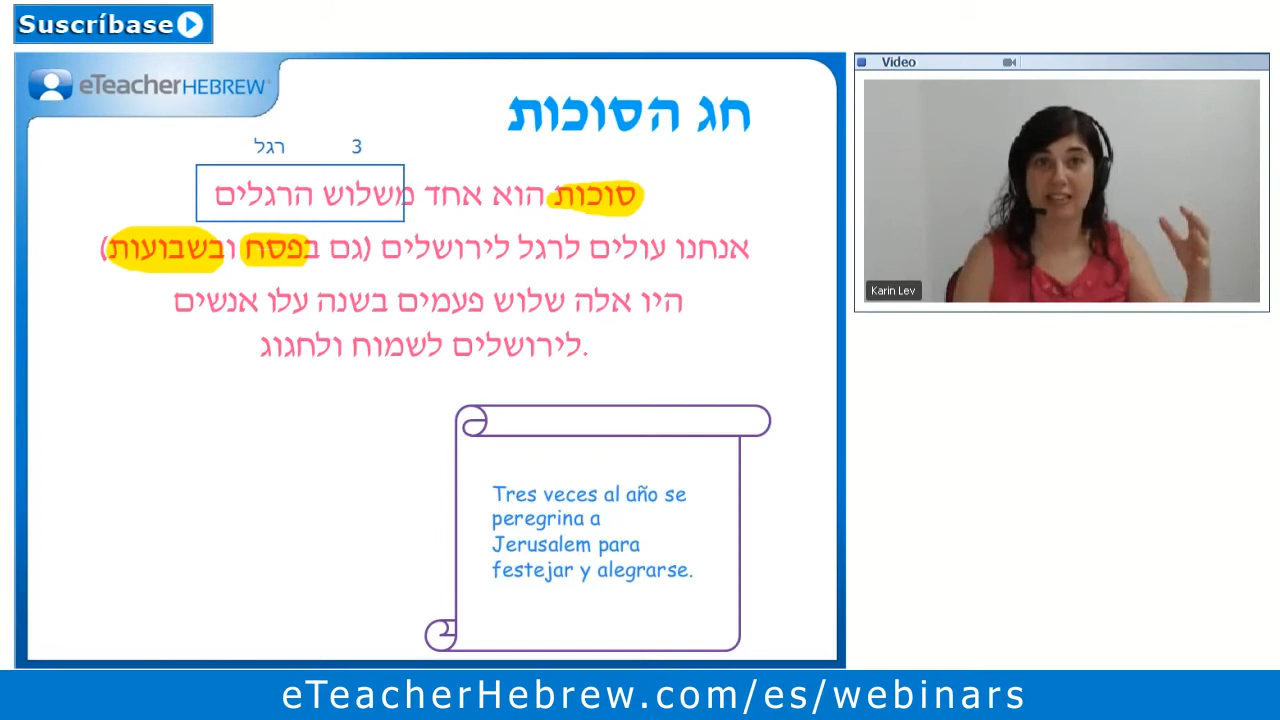 Suscríbase
eTeacherHEBREW
חג הסוכות
3 רגל
סוכות הוא אחד משלוש הרגלים
אנחנו עולים לרגל לירושלים (גם בפסח ובשבועות)
היו אלה שלוש פעמים בשנה עלו אנשים
לירושלים לשמוח ולחגוג.
Tres veces al año se
peregrina a
Jerusalem para
festejar y alegrarse.
Video
Karin Lev
eTeacherHebrew.com/es/webinars